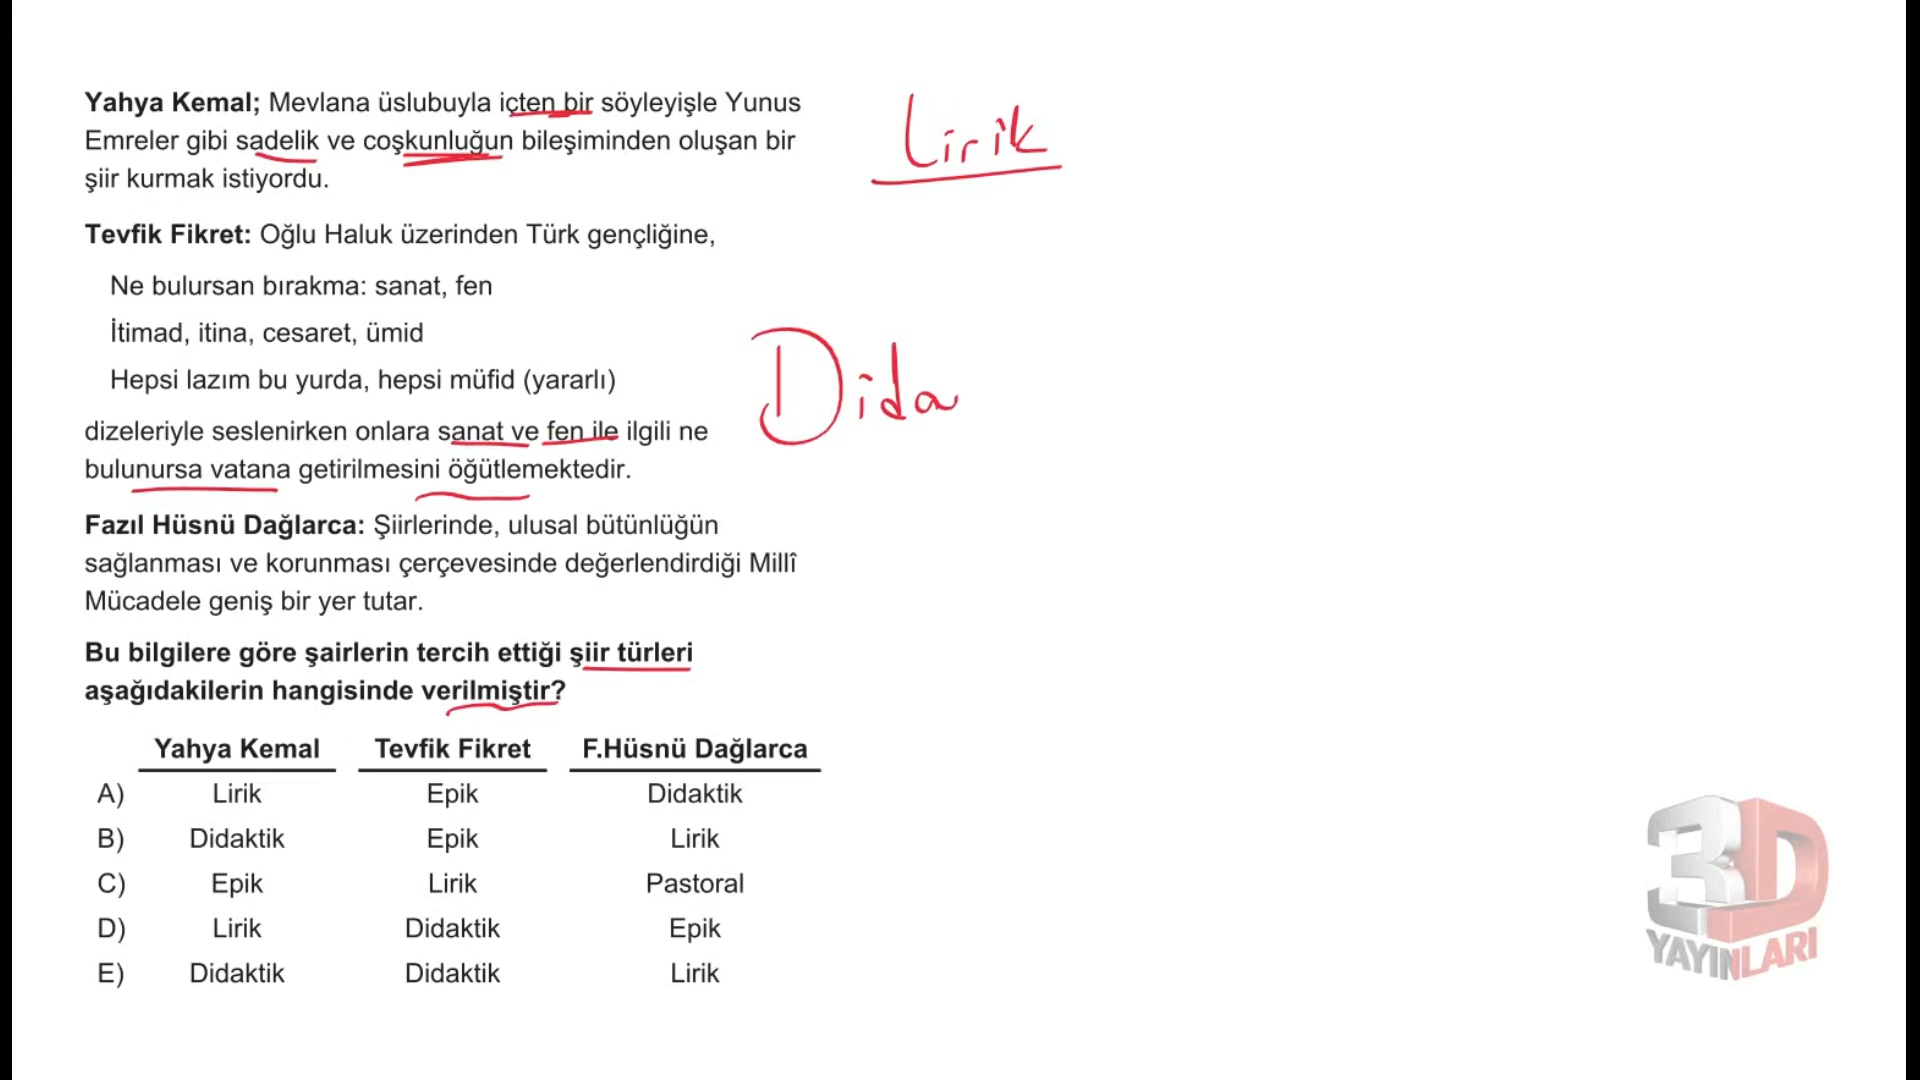 Yahya Kemal; Mevlana üslubuyla içten bir söyleyişle Yunus
Emreler gibi sadelik ve coşkunluğun bileşiminden oluşan bir
şiir kurmak istiyordu.
Lirik
Tevfik Fikret: Oğlu Haluk üzerinden Türk gençliğine,
Ne bulursan bırakma: sanat, fen
İtimad, itina, cesaret, ümid
Hepsi lazım bu yurda, hepsi müfid (yararlı)
Dida
dizeleriyle seslenirken onlara sanat ve fen ile ilgili ne
bulunursa vatana getirilmesini öğütlemektedir.
Fazıl Hüsnü Dağlarca: Şiirlerinde, ulusal bütünlüğün
sağlanması ve korunması çerçevesinde değerlendirdiği Millî
Mücadele geniş bir yer tutar.
Bu bilgilere göre şairlerin tercih ettiği şiir türleri
aşağıdakilerin hangisinde verilmiştir?
Yahya Kemal Tevfik Fikret F.Hüsnü Dağlarca
A) Lirik Epik Didaktik
B) Didaktik Epik Lirik
C) Epik Lirik Pastoral
D) Lirik Didaktik Epik
E) Didaktik Didaktik Lirik
3D
YAYINLARI